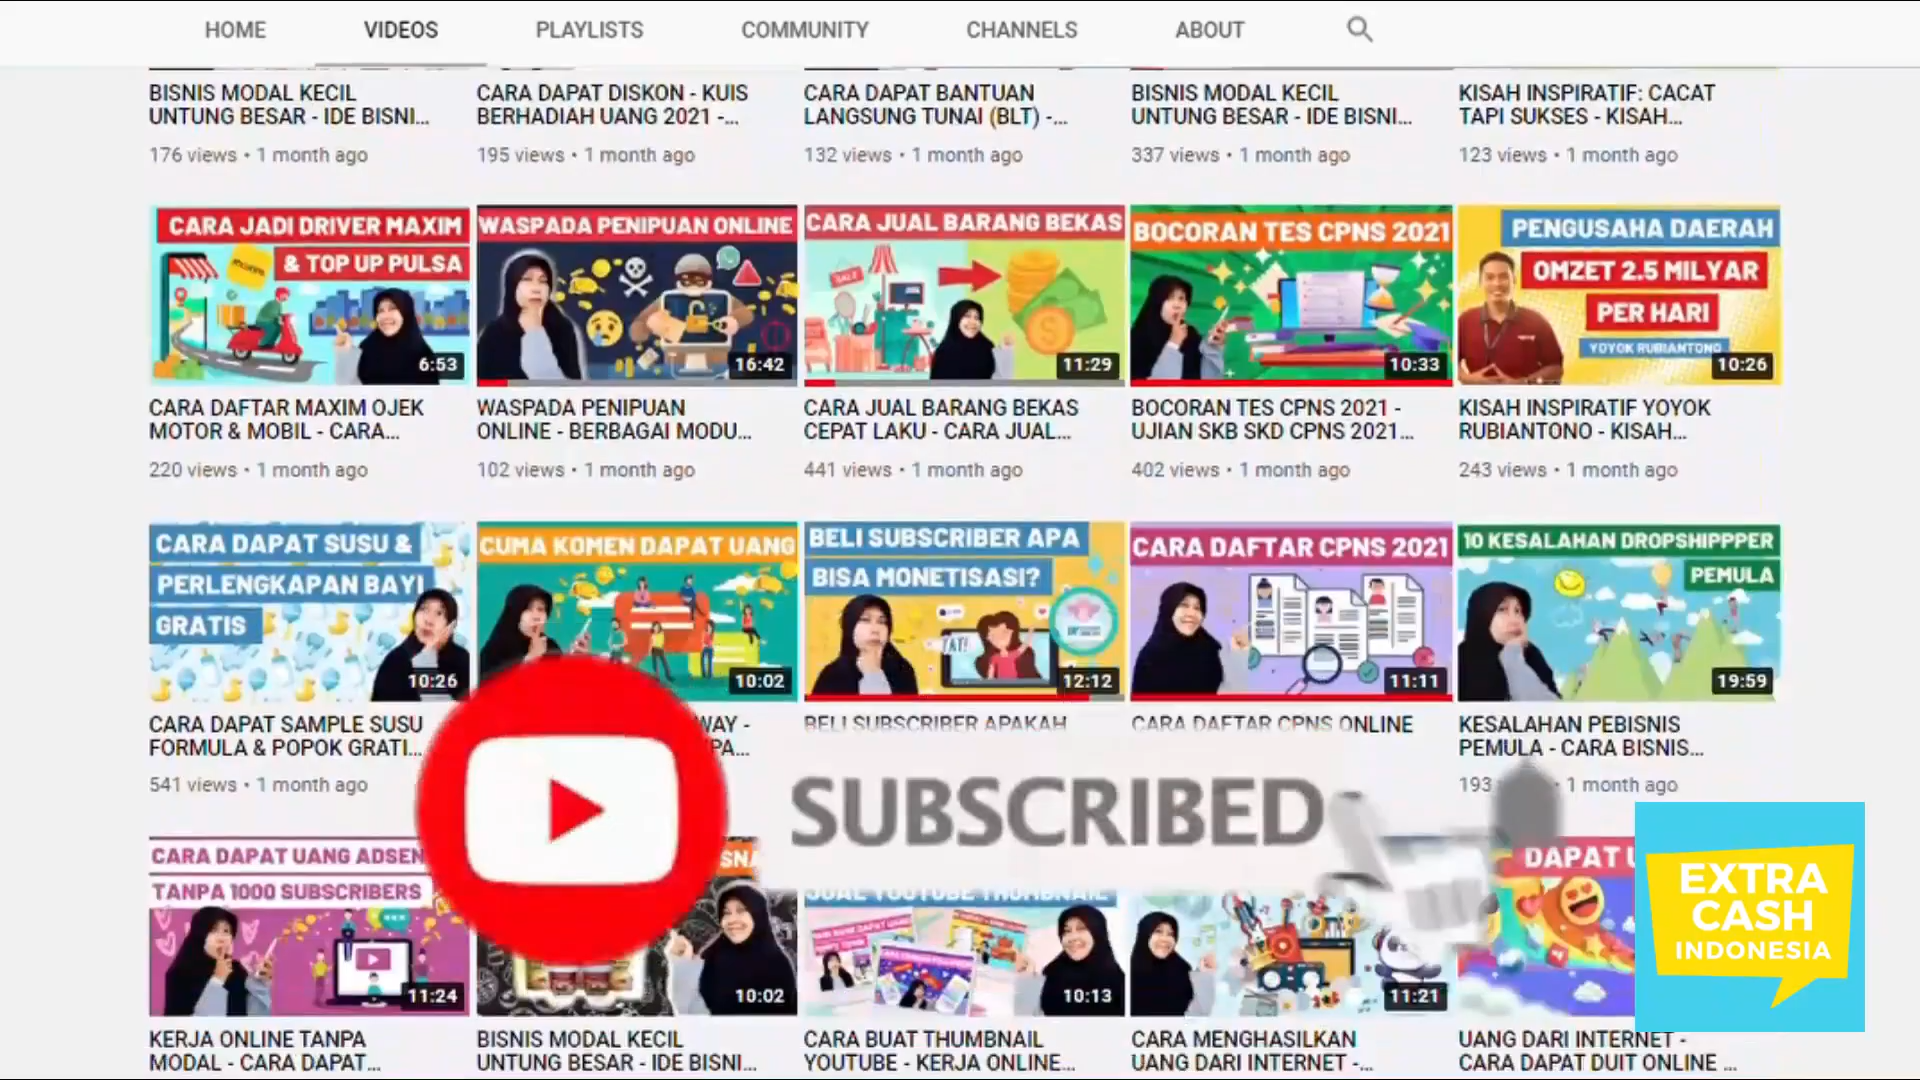 HOME VIDEOS PLAYLISTS COMMUNITY CHANNELS ABOUT
BISNIS MODAL KECIL
UNTUNG BESAR - IDE BISNI...
176 views • 1 month ago
CARA DAPAT DISKON - KUIS
BERHADIAH UANG 2021 -...
195 views • 1 month ago
CARA DAPAT BANTUAN
LANGSUNG TUNAI (BLT) -...
132 views • 1 month ago
BISNIS MODAL KECIL
UNTUNG BESAR - IDE BISNI...
337 views • 1 month ago
KISAH INSPIRATIF: CACAT
TAPI SUKSES - KISAH...
123 views • 1 month ago
CARA JADI DRIVER MAXIM
& TOP UP PULSA
6:53
CARA DAFTAR MAXIM OJEK
MOTOR & MOBIL - CARA...
220 views • 1 month ago
WASPADA PENIPUAN ONLINE
16:42
WASPADA PENIPUAN
ONLINE - BERBAGAI MODU...
102 views • 1 month ago
CARA JUAL BARANG BEKAS
SALE
11:29
CARA JUAL BARANG BEKAS
CEPAT LAKU - CARA JUAL...
441 views • 1 month ago
BOCORAN TES CPNS 2021
10:33
BOCORAN TES CPNS 2021 -
UJIAN SKB SKD CPNS 2021...
402 views • 1 month ago
PENGUSAHA DAERAH
OMZET 2.5 MILYAR
PER HARI
YOYOK RUBIANTONO
10:26
KISAH INSPIRATIF YOYOK
RUBIANTONO - KISAH...
243 views • 1 month ago
CARA DAPAT SUSU &
PERLENGKAPAN BAYI
GRATIS
10:26
CARA DAPAT SAMPLE SUSU
FORMULA & POPOK GRATI...
541 views • 1 month ago
CUMA KOMEN DAPAT UANG
10:02
WAY -
PA...
BELI SUBSCRIBER APA
BISA MONETISASI?
12:12
BELI SUBSCRIBER APAKAH
CARA DAFTAR CPNS 2021
11:11
CARA DAFTAR CPNS ONLINE
10 KESALAHAN DROPSHIPPPER
PEMULA
19:59
KESALAHAN PEBISNIS
PEMULA - CARA BISNIS...
193 1 month ago
SUBSCRIBED
CARA DAPAT UANG ADSEN
TANPA 1000 SUBSCRIBERS
11:24
KERJA ONLINE TANPA
MODAL - CARA DAPAT...
SNA
10:02
BISNIS MODAL KECIL
UNTUNG BESAR - IDE BISNI...
JUAL YOUTUBE THUMBNAIL
10:13
CARA BUAT THUMBNAIL
YOUTUBE - KERJA ONLINE...
11:21
CARA MENGHASILKAN
UANG DARI INTERNET -...
DAPAT U
UANG DARI INTERNET -
CARA DAPAT DUIT ONLINE ...
EXTRA
CASH
INDONESIA